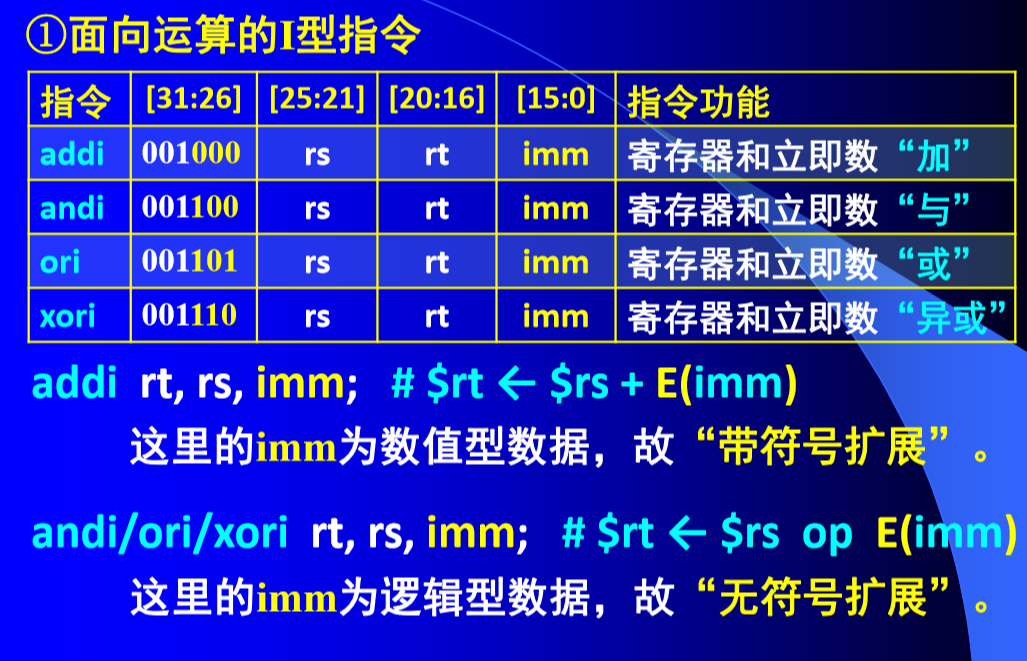 ①面向运算的I型指令
指令 [31:26] [25:21] [20:16] [15:0] 指令功能
addi 001000 rs rt imm 寄存器和立即数“加”
andi 001100 rs rt imm 寄存器和立即数“与”
ori 001101 rs rt imm 寄存器和立即数“或”
xori 001110 rs rt imm 寄存器和立即数“异或”
addi rt, rs, imm; # $rt ← $rs + E(imm)
这里的imm为数值型数据，故“带符号扩展”。
andi/ori/xori rt, rs, imm; # $rt ← $rs op E(imm)
这里的imm为逻辑型数据，故“无符号扩展”。